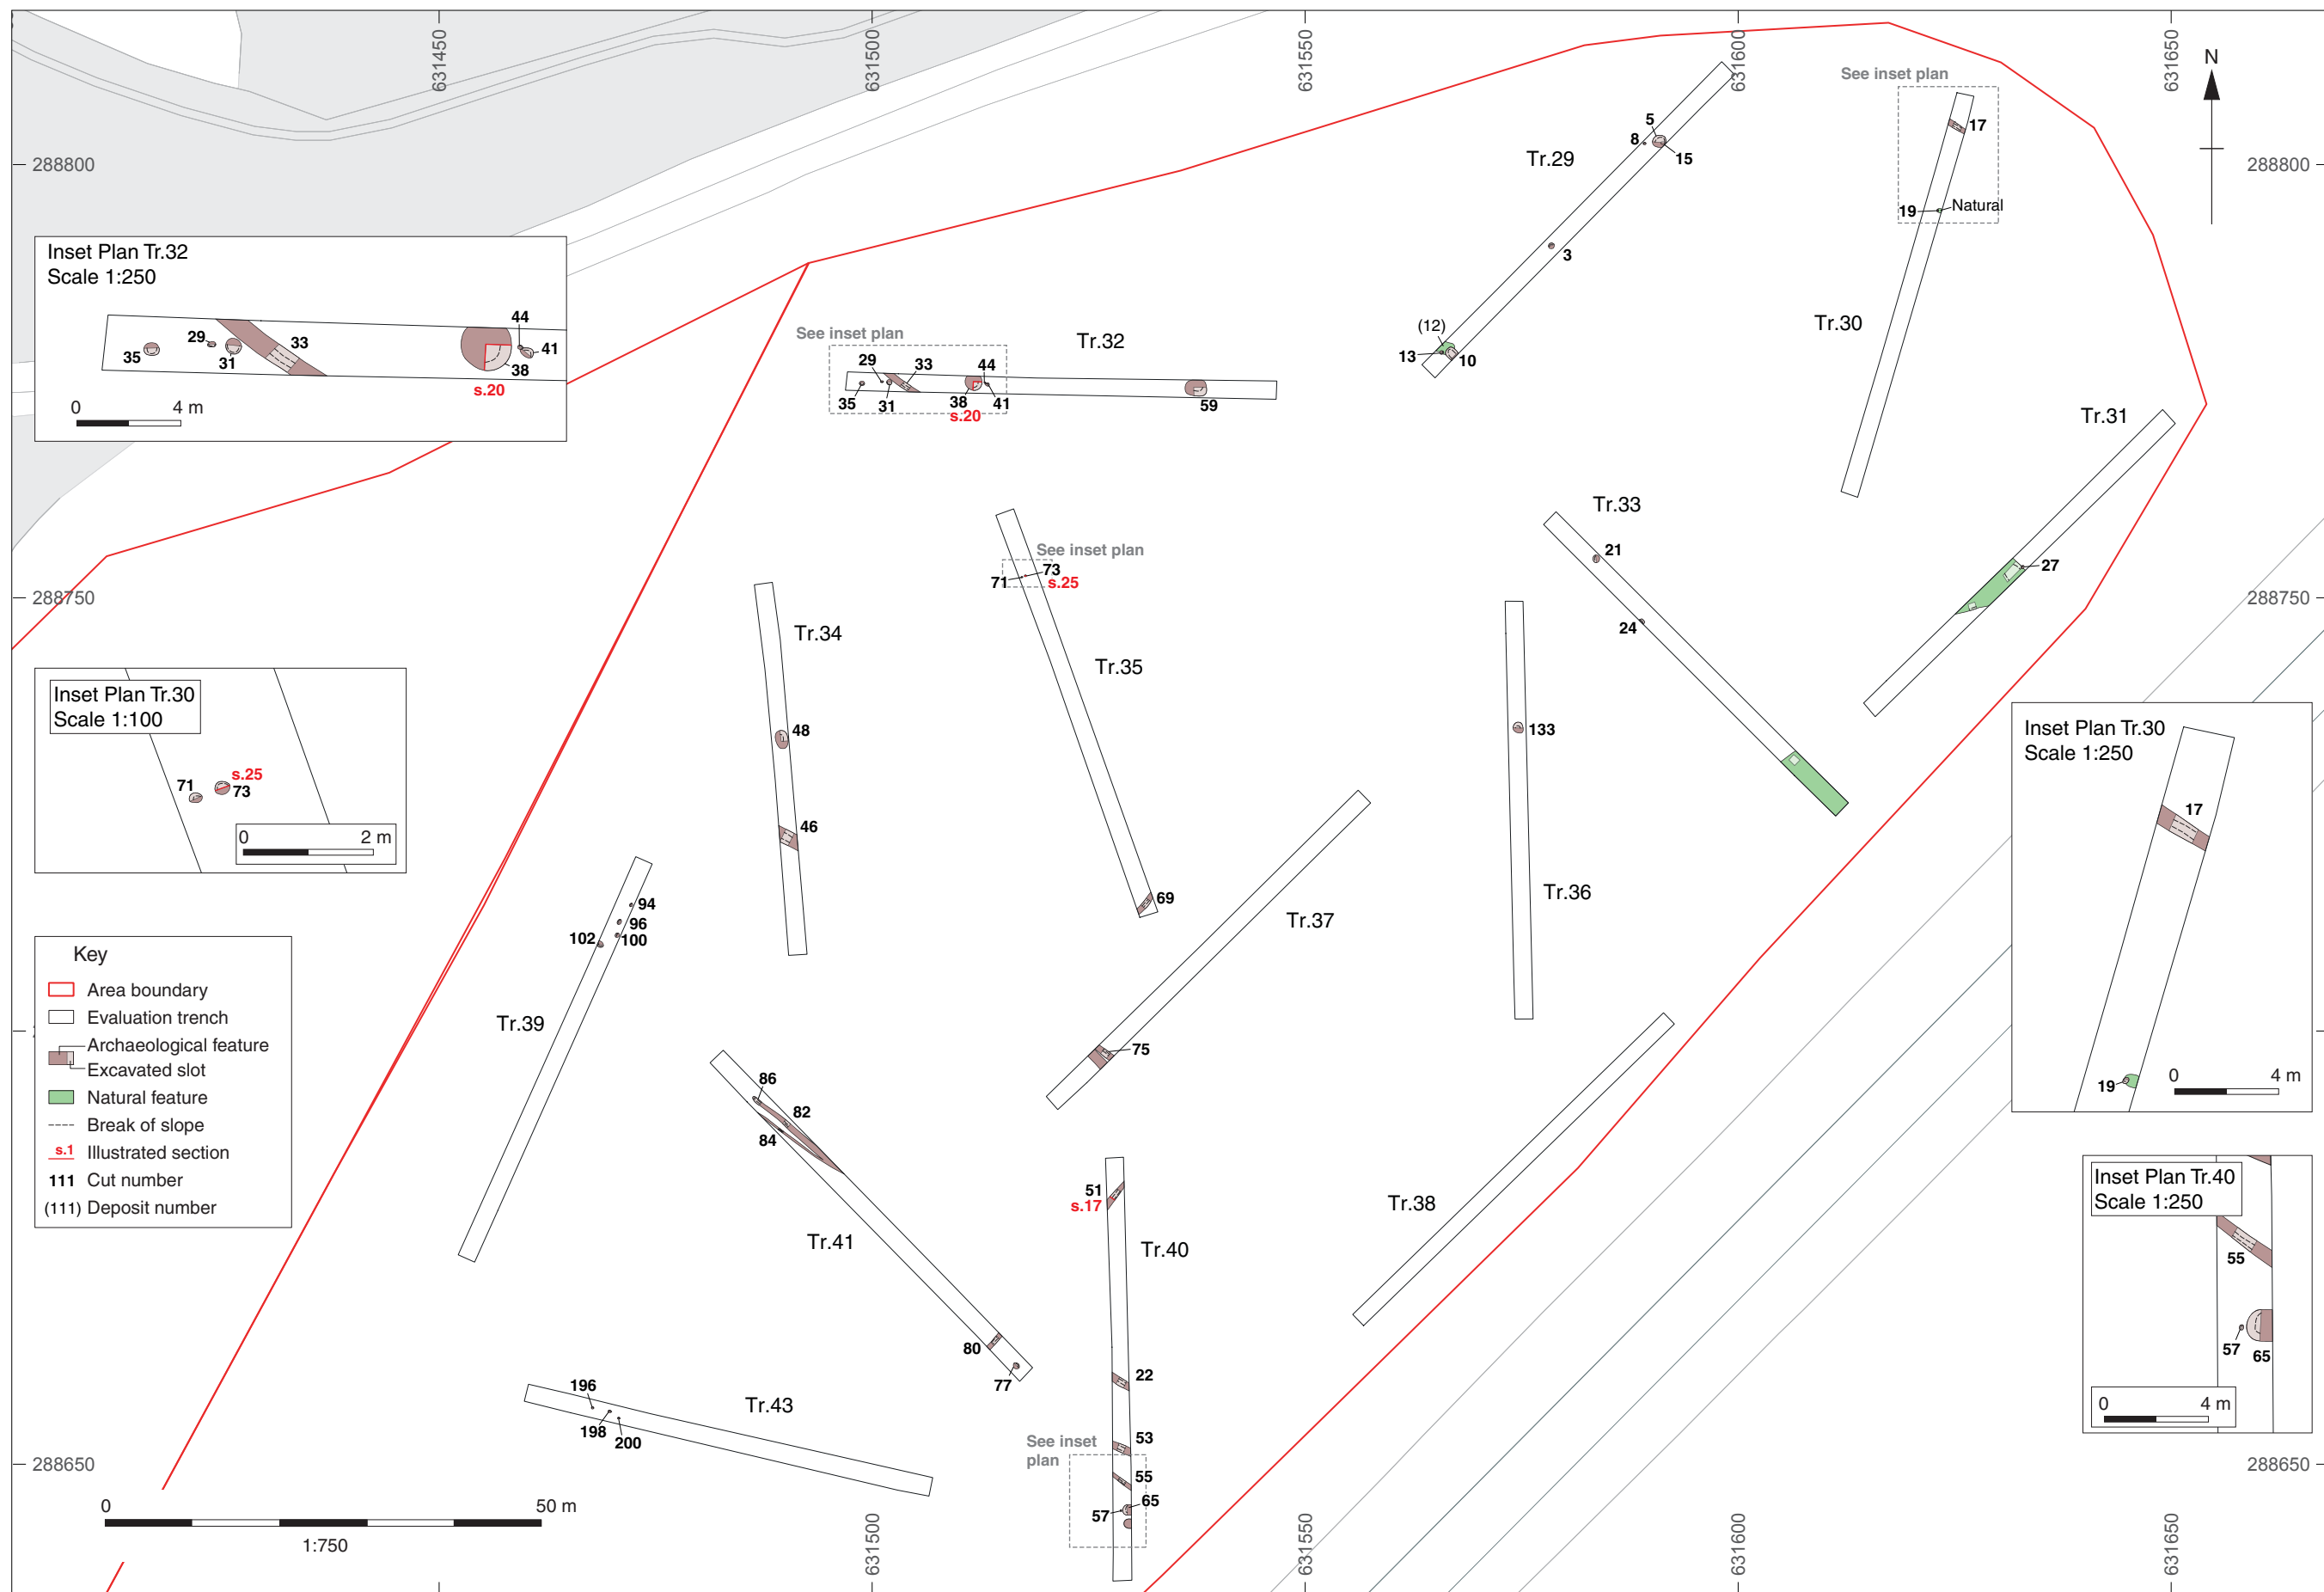 631450
631500
631550
631600
631650
N
See inset plan
17
5
8
15
Tr.29
288800
288800
19
Natural
3
Inset Plan Tr.32
Scale 1:250
44
29
33
35
31
41
38
s.20
0
4 m
See inset plan
Tr.32
29
33
44
35
31
38
41
s.20
59
(12)
13
10
Tr.30
Tr.31
Tr.33
21
24
27
See inset plan
73
71
s.25
288750
288750
Tr.34
Tr.35
48
46
133
Inset Plan Tr.30
Scale 1:100
71
s.25
73
0
2 m
Inset Plan Tr.30
Scale 1:250
17
19
0
4 m
69
Tr.36
Tr.37
94
96
102
100
Tr.39
75
Key
Area boundary
Evaluation trench
Archaeological feature
Excavated slot
Natural feature
Break of slope
s.1
Illustrated section
111
Cut number
(111)
Deposit number
86
82
84
Tr.41
80
77
51
s.17
Tr.40
Tr.38
22
53
See inset
plan
55
65
57
Inset Plan Tr.40
Scale 1:250
55
57
65
0
4 m
196
198
200
Tr.43
288650
288650
0
50 m
1:750
631500
631550
631600
631650